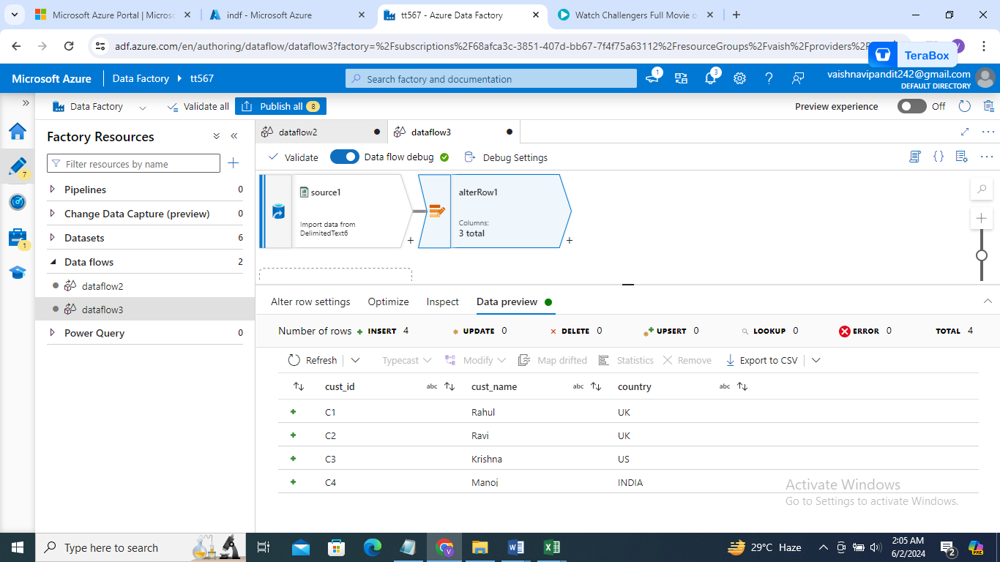 Microsoft Azure Portal | Micros
indf - Microsoft Azure
tt567 - Azure Data Factory
Watch Challengers Full Movie o
adf.azure.com/en/authoring/dataflow/dataflow3?factory=%2Fsubscriptions%2F68afca3c-3851-407d-bb67-7f4f75a63112%2FresourceGroups%2Fvaish%2Fproviders%2F
TeraBox
Microsoft Azure
Data Factory
tt567
Search factory and documentation
1
3
vaishnavipandit242@gmail.com
DEFAULT DIRECTORY
Data Factory
Validate all
Publish all 8
Preview experience
Off
Factory Resources
dataflow2
dataflow3
Filter resources by name
Validate
Data flow debug
Debug Settings
7
Pipelines 0
Change Data Capture (preview) 0
Datasets 6
1
Data flows 2
dataflow2
dataflow3
Power Query 0
source1
Import data from
DelimitedText6
alterRow1
Columns:
3 total
Alter row settings
Optimize
Inspect
Data preview
Number of rows INSERT 4 UPDATE 0 DELETE 0 UPSERT 0 LOOKUP 0 ERROR 0 TOTAL 4
Refresh Typecast Modify Map drifted Statistics Remove Export to CSV
cust_id abc cust_name abc country abc
C1 Rahul UK
C2 Ravi UK
C3 Krishna US
C4 Manoj INDIA
Activate Windows
Go to Settings to activate Windows.
Type here to search
29°C Haze
2:05 AM
6/2/2024
2
PRE